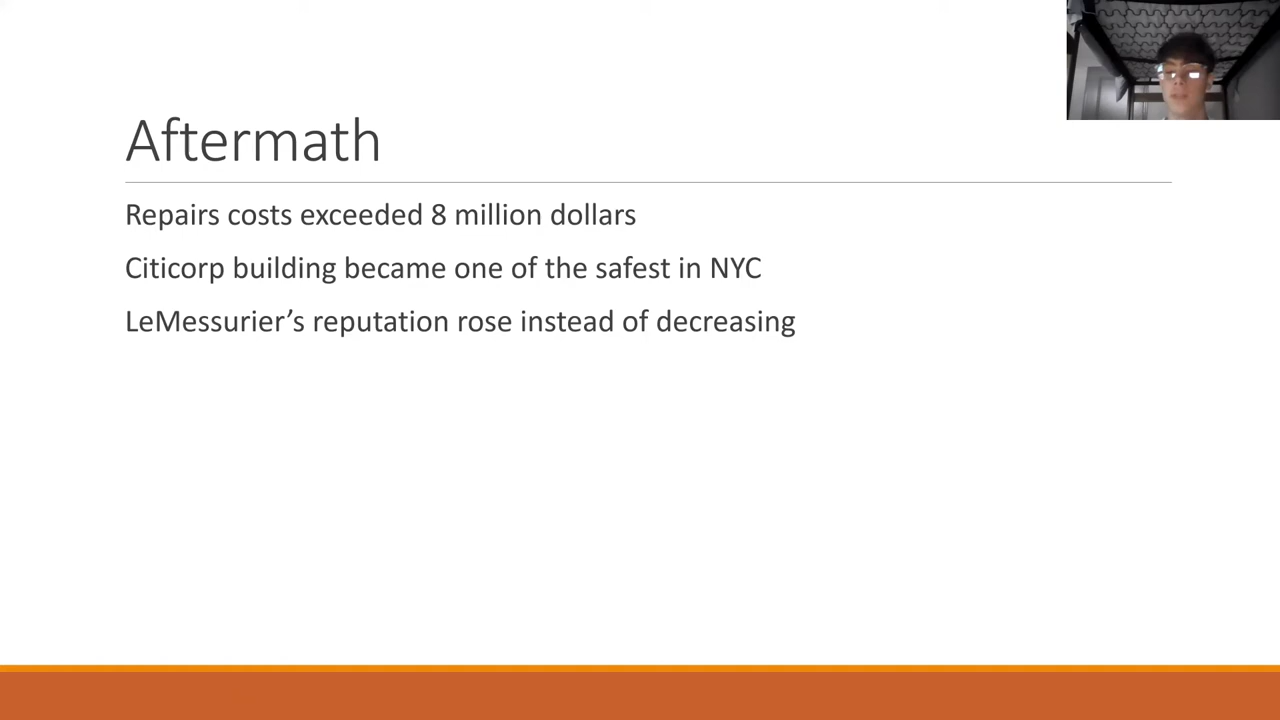 Aftermath
Repairs costs exceeded 8 million dollars
Citicorp building became one of the safest in NYC
LeMessurier’s reputation rose instead of decreasing